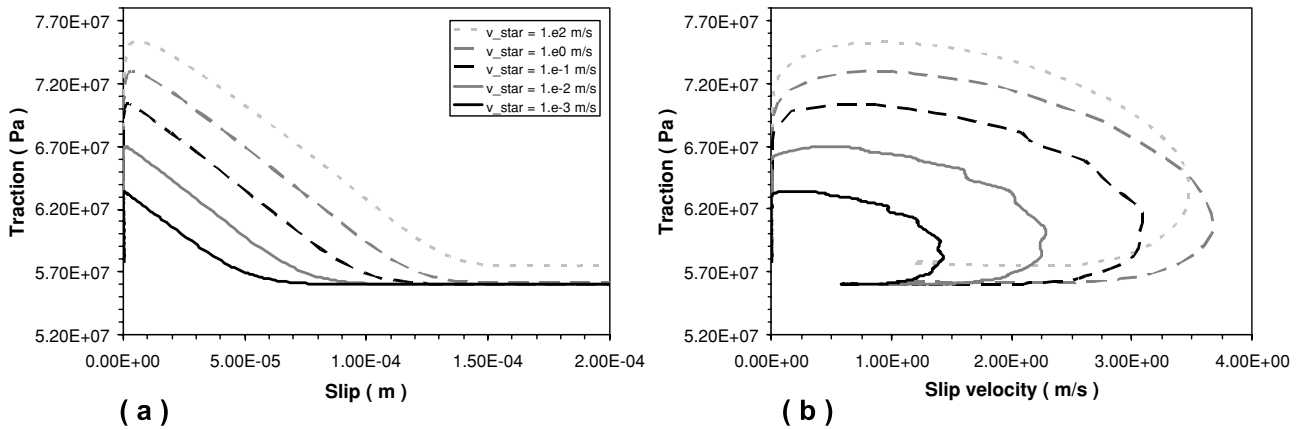 7.70E+07
7.20E+07
6.70E+07
6.20E+07
5.70E+07
5.20E+07
Traction ( Pa )
v_star = 1.e2 m/s
v_star = 1.e0 m/s
v_star = 1.e-1 m/s
v_star = 1.e-2 m/s
v_star = 1.e-3 m/s
0.00E+00 5.00E-05 1.00E-04 1.50E-04 2.00E-04
Slip ( m )
( a )
7.70E+07
7.20E+07
6.70E+07
6.20E+07
5.70E+07
5.20E+07
Traction ( Pa )
0.00E+00 1.00E+00 2.00E+00 3.00E+00 4.00E+00
Slip velocity ( m/s )
( b )